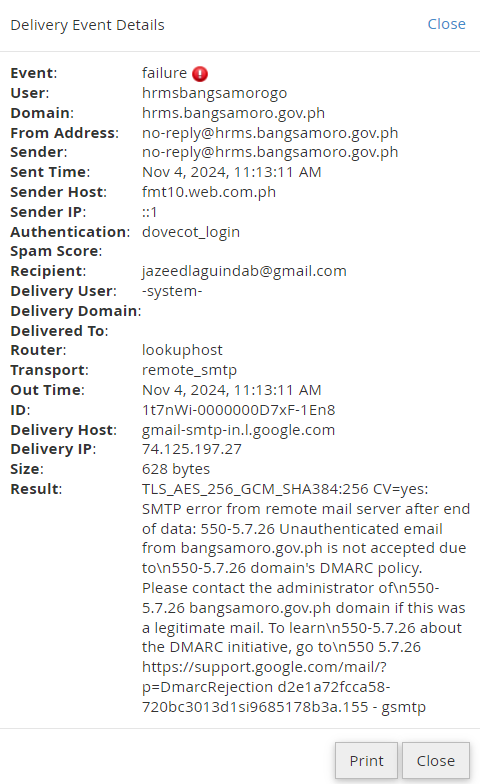 Delivery Event Details
Close
Event: failure
User: hrmsbangsamorogo
Domain: hrms.bangsamoro.gov.ph
From Address: no-reply@hrms.bangsamoro.gov.ph
Sender: no-reply@hrms.bangsamoro.gov.ph
Sent Time: Nov 4, 2024, 11:13:11 AM
Sender Host: fmt10.web.com.ph
Sender IP: ::1
Authentication: dovecot_login
Spam Score:
Recipient: jazeedlaguindab@gmail.com
Delivery User: -system-
Delivery Domain:
Delivered To:
Router: lookuphost
Transport: remote_smtp
Out Time: Nov 4, 2024, 11:13:11 AM
ID: 1t7nWi-0000000D7xF-1En8
Delivery Host: gmail-smtp-in.l.google.com
Delivery IP: 74.125.197.27
Size: 628 bytes
Result: TLS_AES_256_GCM_SHA384:256 CV=yes:
SMTP error from remote mail server after end
of data: 550-5.7.26 Unauthenticated email
from bangsamoro.gov.ph is not accepted due
to\n550-5.7.26 domain's DMARC policy.
Please contact the administrator of\n550-
5.7.26 bangsamoro.gov.ph domain if this was
a legitimate mail. To learn\n550-5.7.26 about
the DMARC initiative, go to\n550 5.7.26
https://support.google.com/mail/?
p=DmarcRejection d2e1a72fcca58-
720bc3013d1si9685178b3a.155 - gsmtp
Print
Close